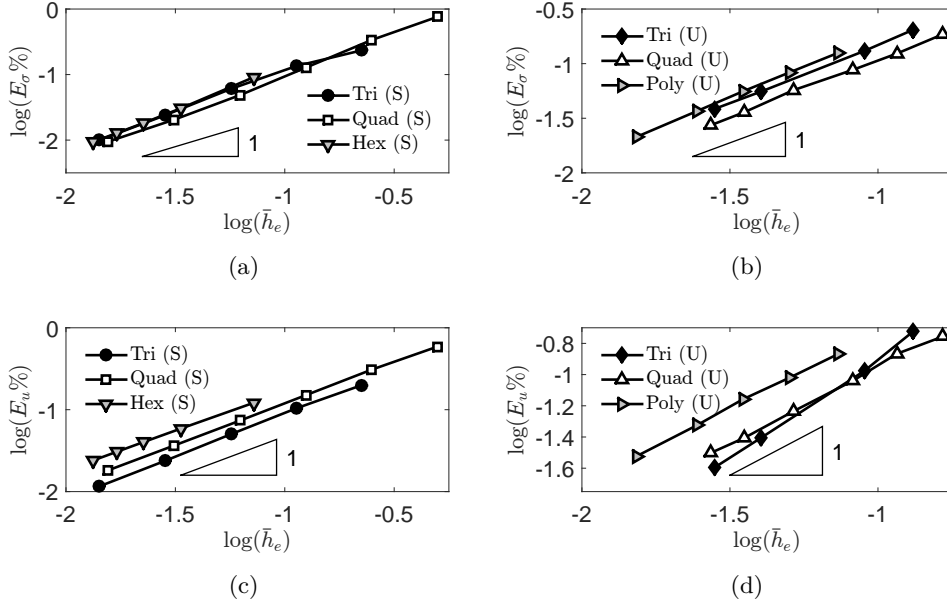 0
-1
-2
log(E_σ%)
Tri (S)
Quad (S)
Hex (S)
1
-2 -1.5 -1 -0.5
log(h̄_e)
(a)
-0.5
-1
-1.5
-2
log(E_σ%)
Tri (U)
Quad (U)
Poly (U)
1
-2 -1.5 -1
log(h̄_e)
(b)
0
-1
-2
log(E_u%)
Tri (S)
Quad (S)
Hex (S)
1
-2 -1.5 -1 -0.5
log(h̄_e)
(c)
-0.8
-1
-1.2
-1.4
-1.6
log(E_u%)
Tri (U)
Quad (U)
Poly (U)
1
-2 -1.5 -1
log(h̄_e)
(d)